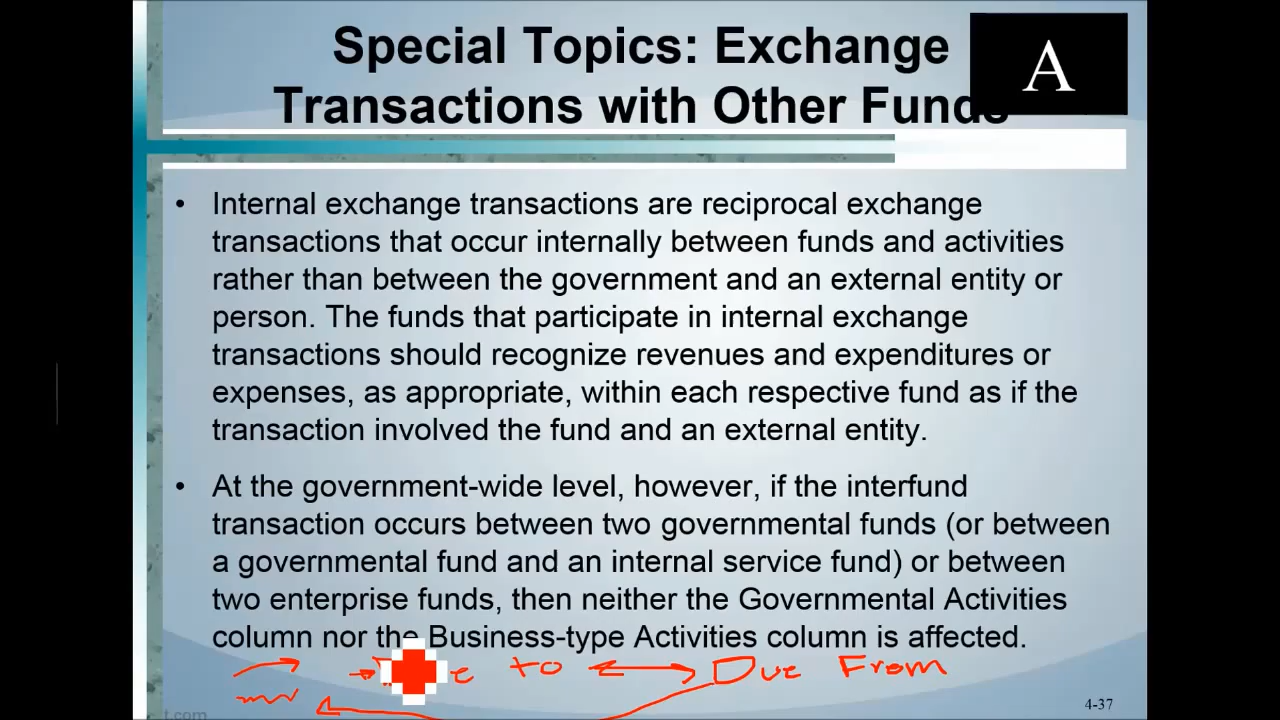 Special Topics: Exchange
A
Transactions with Other Funds
• Internal exchange transactions are reciprocal exchange
transactions that occur internally between funds and activities
rather than between the government and an external entity or
person. The funds that participate in internal exchange
transactions should recognize revenues and expenditures or
expenses, as appropriate, within each respective fund as if the
transaction involved the fund and an external entity.
• At the government-wide level, however, if the interfund
transaction occurs between two governmental funds (or between
a governmental fund and an internal service fund) or between
two enterprise funds, then neither the Governmental Activities
column nor the Business-type Activities column is affected.
to Due From
4-37
t.com